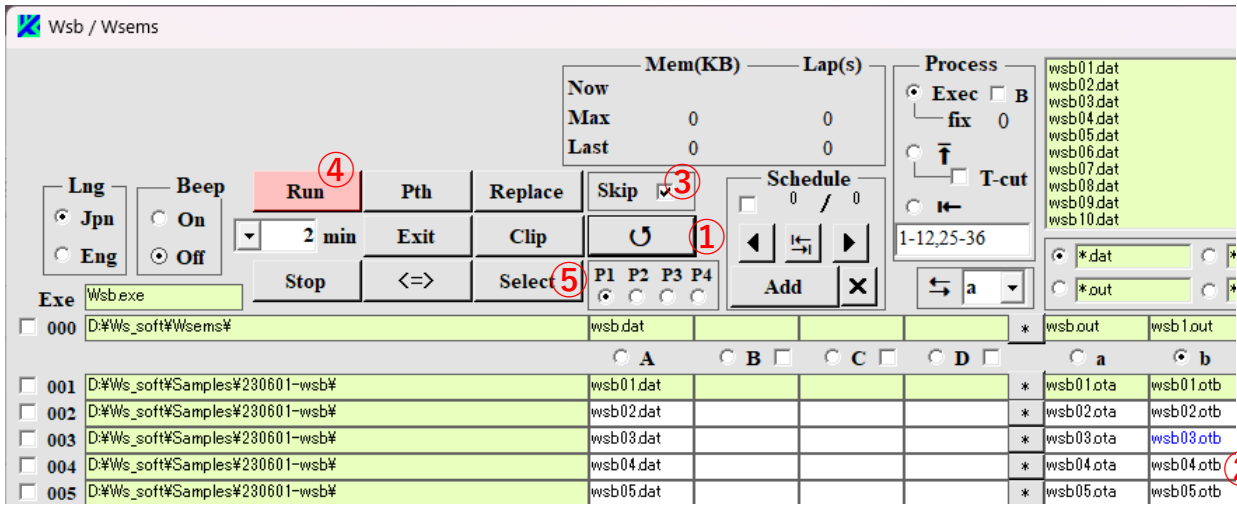 Wsb / Wsems
Mem(KB) Lap(s)
Now
Max 0 0
Last 0 0
Process
Exec B
fix 0
T-cut
1-12,25-36
a
wsb01.dat
wsb02.dat
wsb03.dat
wsb04.dat
wsb05.dat
wsb06.dat
wsb07.dat
wsb08.dat
wsb09.dat
wsb10.dat
*.dat
*.out
Lng
Jpn
Eng
Beep
On
Off
④
Run Pth Replace
2 min Exit Clip
Stop <=> Select
Skip ③
↺ ①
⑤ P1 P2 P3 P4
Schedule
0 / 0
Add ×
Exe Wsb.exe
000 D:¥Ws_soft¥Wsems¥ wsb.dat * wsb.out wsb1.out
A B C D a b
001 D:¥Ws_soft¥Samples¥230601-wsb¥ wsb01.dat * wsb01.ota wsb01.otb
002 D:¥Ws_soft¥Samples¥230601-wsb¥ wsb02.dat * wsb02.ota wsb02.otb
003 D:¥Ws_soft¥Samples¥230601-wsb¥ wsb03.dat * wsb03.ota wsb03.otb
004 D:¥Ws_soft¥Samples¥230601-wsb¥ wsb04.dat * wsb04.ota wsb04.otb
005 D:¥Ws_soft¥Samples¥230601-wsb¥ wsb05.dat * wsb05.ota wsb05.otb